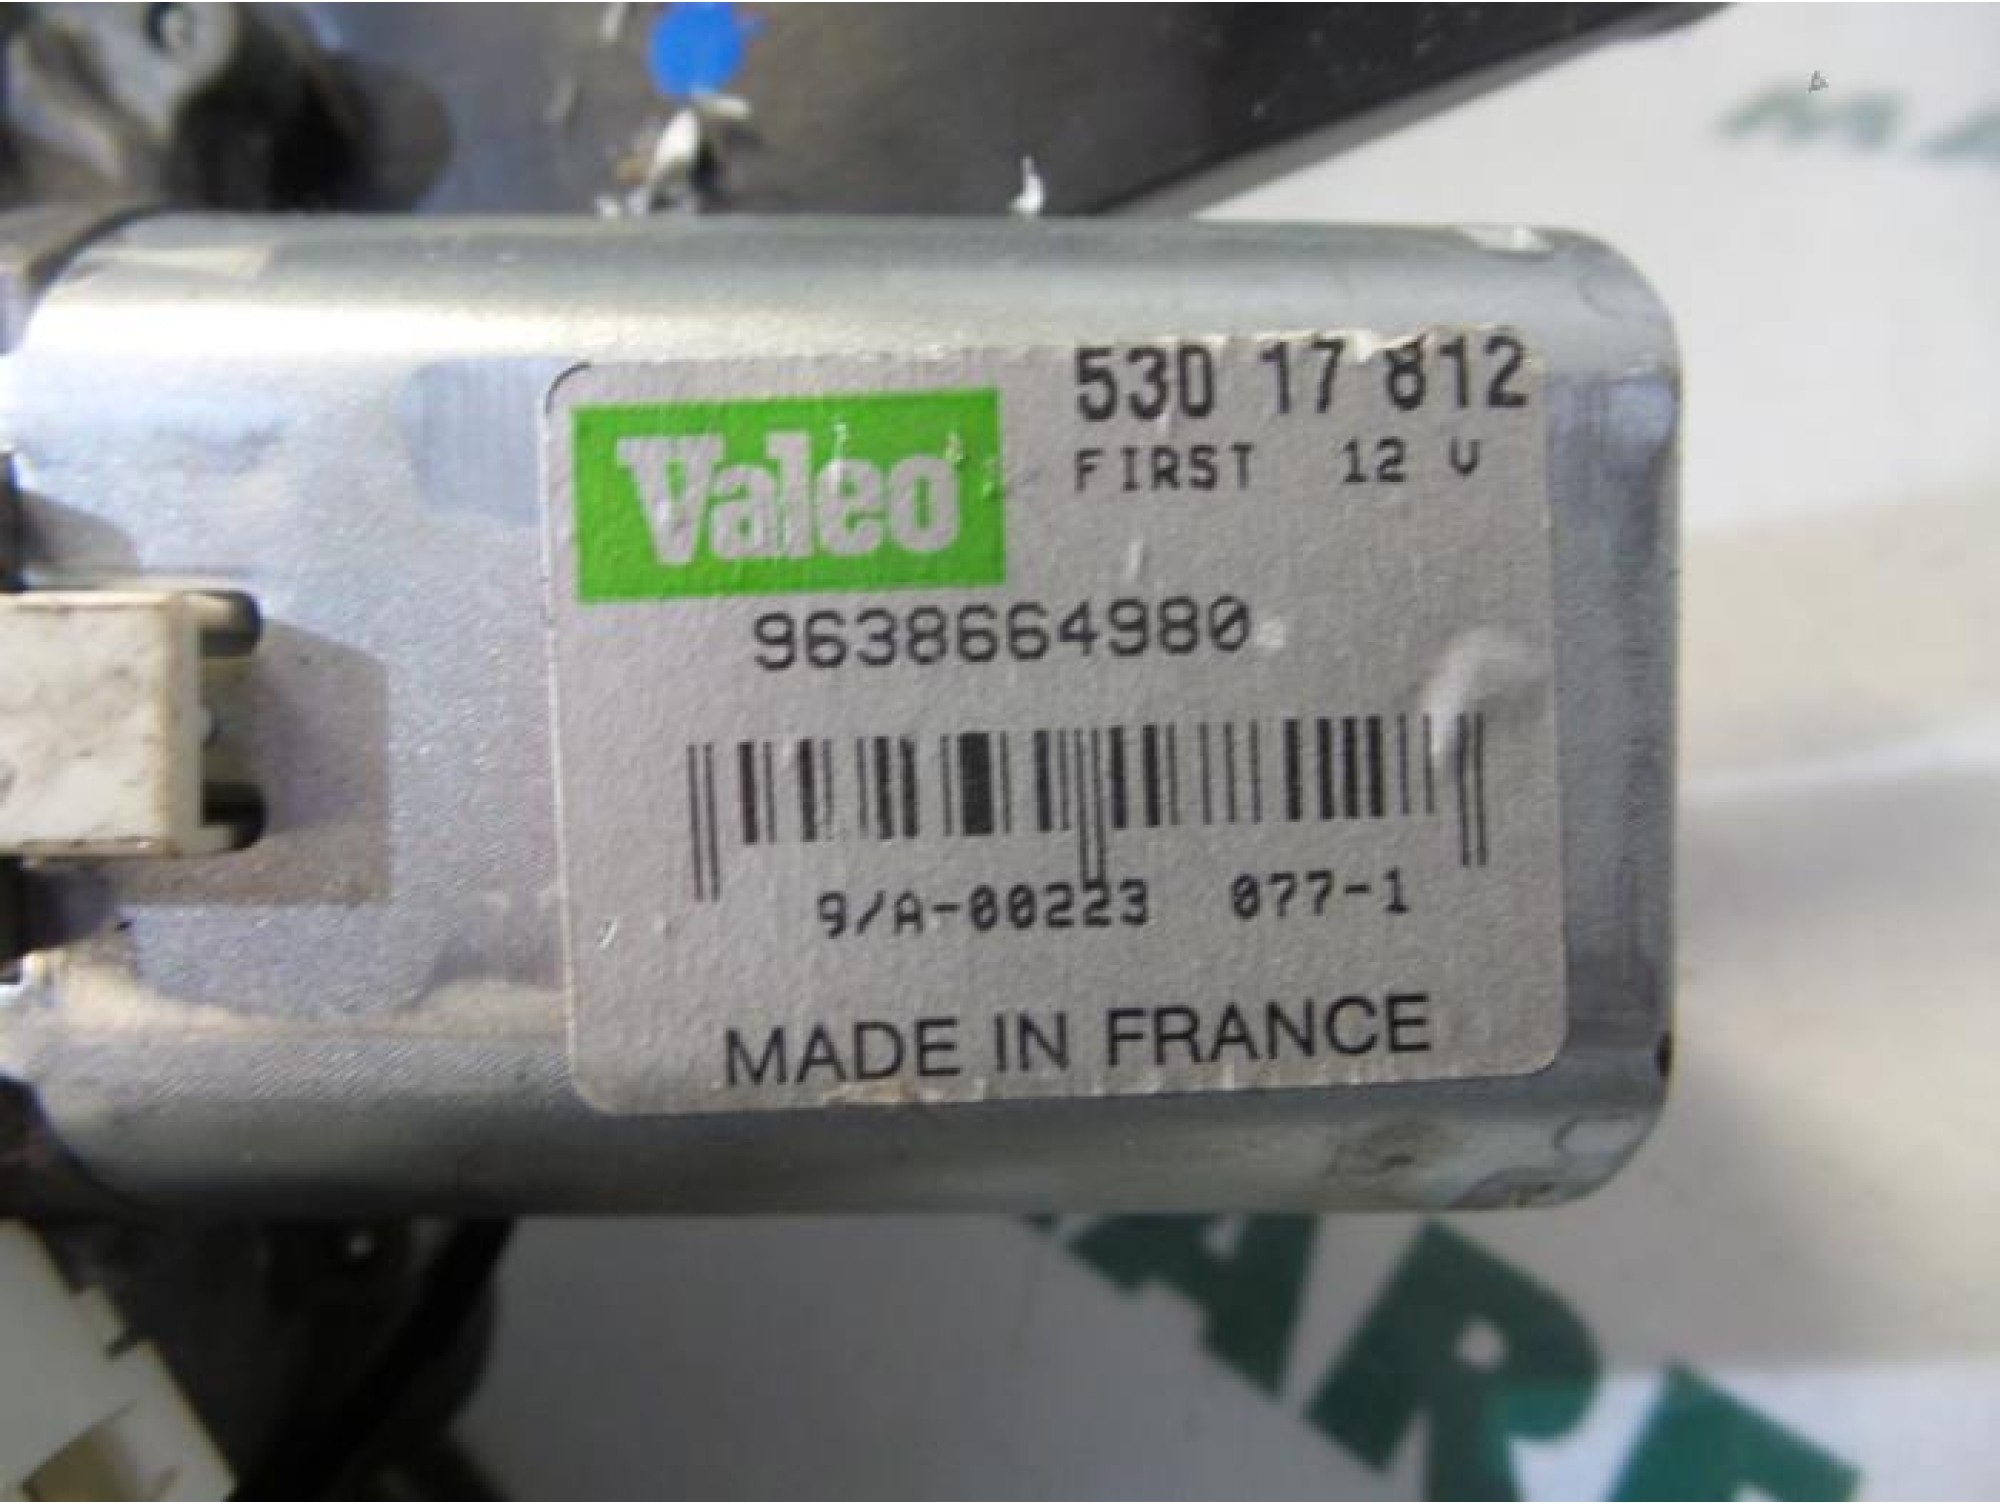 530 17 812
Valeo
FIRST 12 V
9638664980
9/A-00223 077-1
MADE IN FRANCE